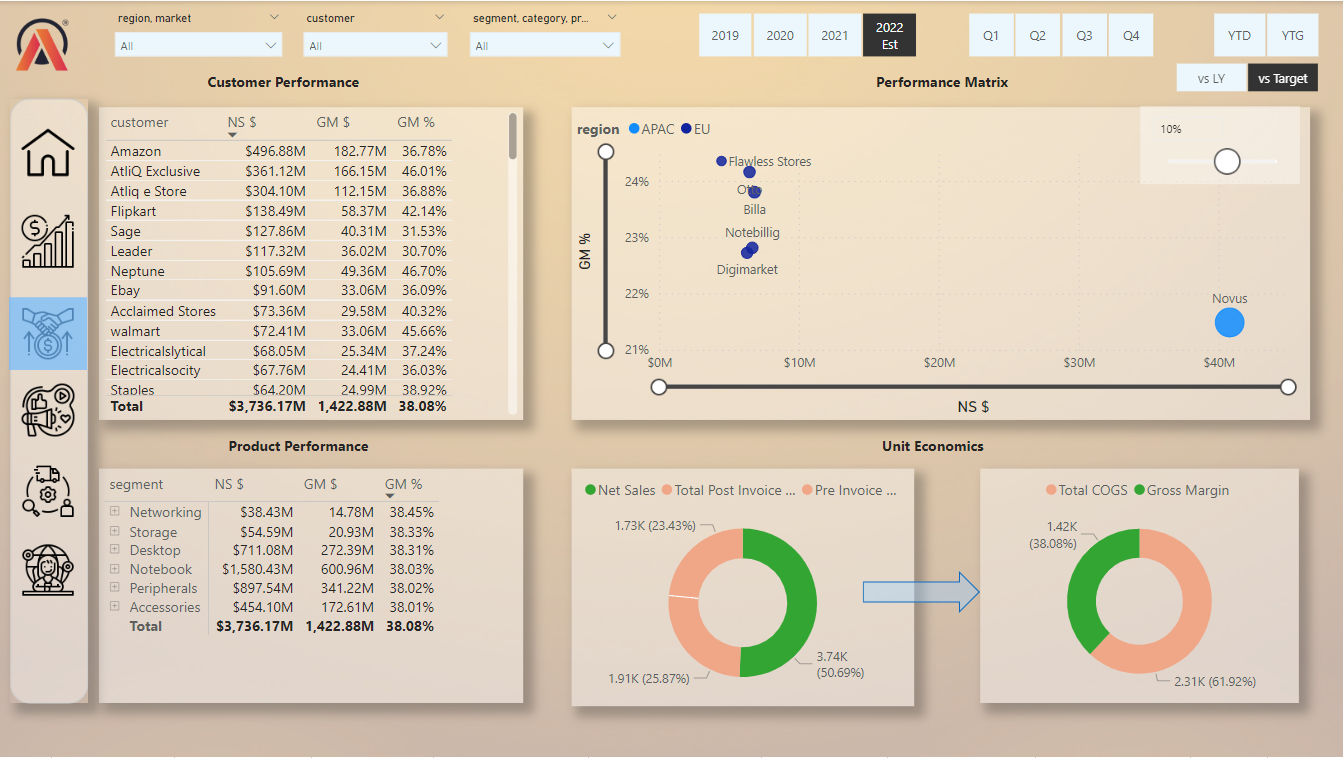 region, market
customer
segment, category, pr...
All
All
All
2019
2020
2021
2022
Est
Q1
Q2
Q3
Q4
YTD
YTG
vs LY
vs Target
Customer Performance
customer NS $ GM $ GM %
Amazon $496.88M 182.77M 36.78%
AtliQ Exclusive $361.12M 166.15M 46.01%
Atliq e Store $304.10M 112.15M 36.88%
Flipkart $138.49M 58.37M 42.14%
Sage $127.86M 40.31M 31.53%
Leader $117.32M 36.02M 30.70%
Neptune $105.69M 49.36M 46.70%
Ebay $91.60M 33.06M 36.09%
Acclaimed Stores $73.36M 29.58M 40.32%
walmart $72.41M 33.06M 45.66%
Electricalslytical $68.05M 25.34M 37.24%
Electricalsocity $67.76M 24.41M 36.03%
Staples $64.20M 24.99M 38.92%
Total $3,736.17M 1,422.88M 38.08%
Performance Matrix
region APAC EU
10%
GM %
24%
23%
22%
21%
Flawless Stores
Otto
Billa
Notebillig
Digimarket
Novus
$0M $10M $20M $30M $40M
NS $
Product Performance
segment NS $ GM $ GM %
Networking $38.43M 14.78M 38.45%
Storage $54.59M 20.93M 38.33%
Desktop $711.08M 272.39M 38.31%
Notebook $1,580.43M 600.96M 38.03%
Peripherals $897.54M 341.22M 38.02%
Accessories $454.10M 172.61M 38.01%
Total $3,736.17M 1,422.88M 38.08%
Unit Economics
Net Sales Total Post Invoice ... Pre Invoice ...
1.73K (23.43%)
3.74K
(50.69%)
1.91K (25.87%)
Total COGS Gross Margin
1.42K
(38.08%)
2.31K (61.92%)